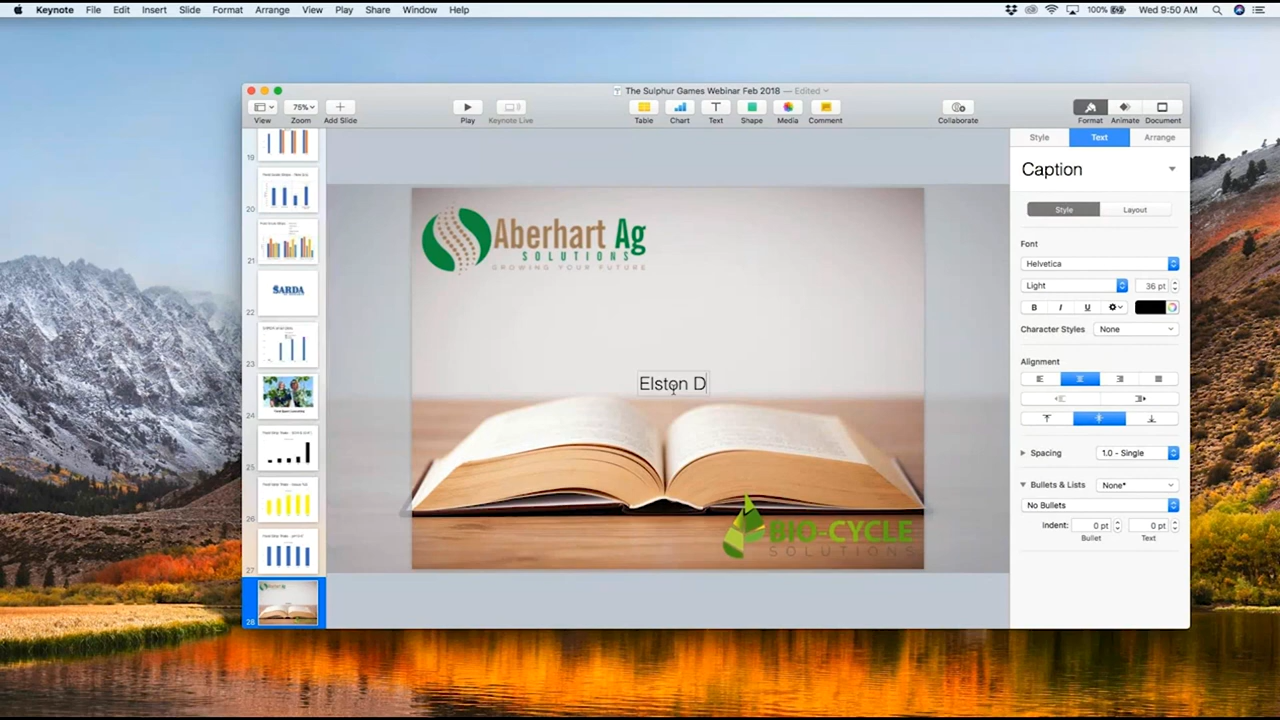 Keynote File Edit Insert Slide Format Arrange View Play Share Window Help
100% Wed 9:50 AM
The Sulphur Games Webinar Feb 2018 — Edited
75%
View Zoom Add Slide Play Keynote Live Table Chart Text Shape Media Comment Collaborate Format Animate Document
Style Text Arrange
Caption
Style Layout
Font
Helvetica
Light 36 pt
B I U
Character Styles None
Alignment
Spacing 1.0 - Single
Bullets & Lists None*
No Bullets
Indent: 0 pt 0 pt
Bullet Text
19
20
21
22
SARDA
23
24
25
26
27
28
Aberhart Ag
SOLUTIONS
GROWING YOUR FUTURE
Elston D
BIO-CYCLE
SOLUTIONS